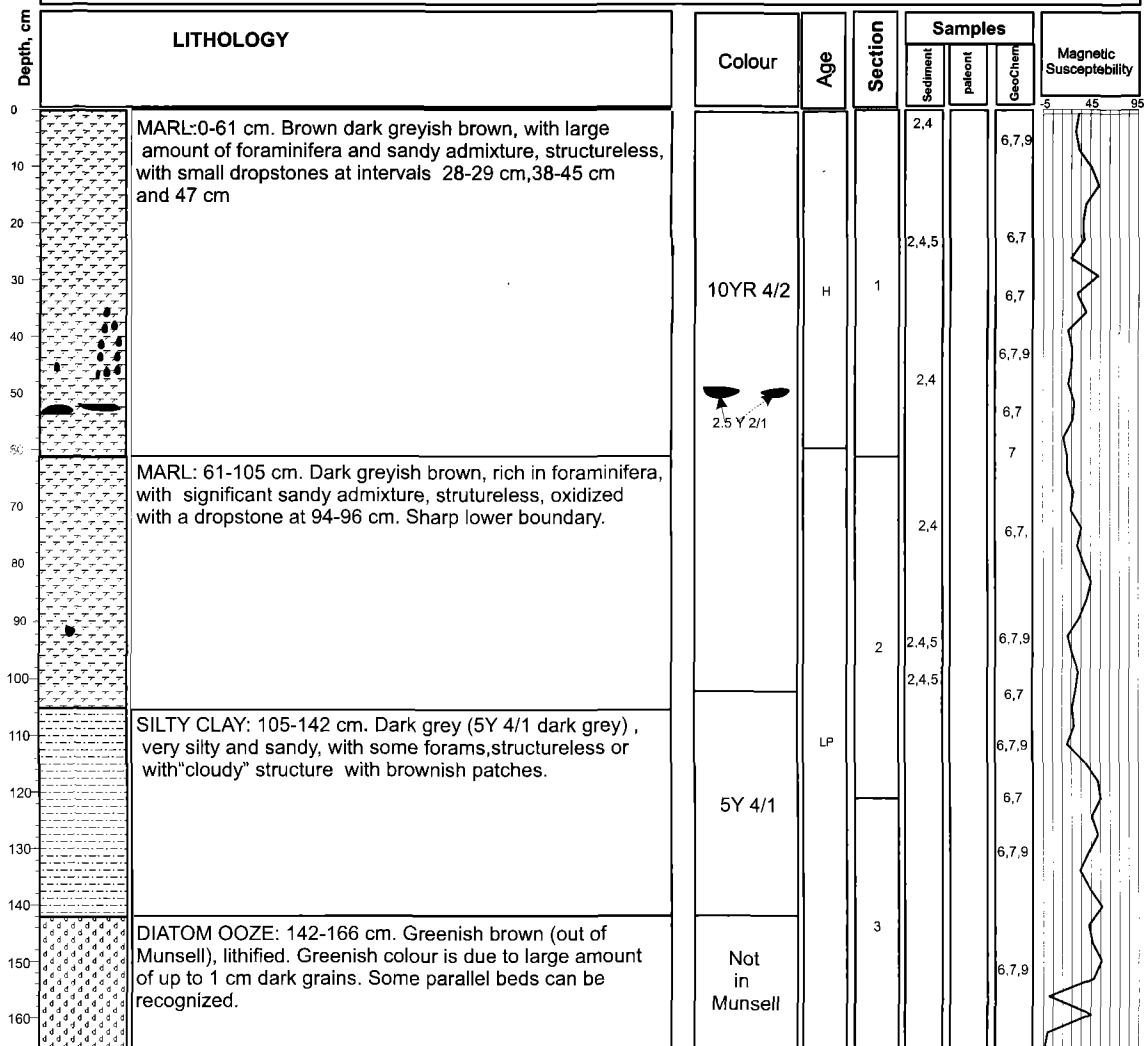 Depth, cm
LITHOLOGY
Colour
Age
Section
Samples
Sediment
paleont
GeoChem
Magnetic
Susceptebility
-5 45 95
0
10
20
30
40
50
60
70
80
90
100
110
120
130
140
150
160
MARL:0-61 cm. Brown dark greyish brown, with large
amount of foraminifera and sandy admixture, structureless,
with small dropstones at intervals 28-29 cm,38-45 cm
and 47 cm
MARL: 61-105 cm. Dark greyish brown, rich in foraminifera,
with significant sandy admixture, strutureless, oxidized
with a dropstone at 94-96 cm. Sharp lower boundary.
SILTY CLAY: 105-142 cm. Dark grey (5Y 4/1 dark grey) ,
very silty and sandy, with some forams,structureless or
with"cloudy" structure with brownish patches.
DIATOM OOZE: 142-166 cm. Greenish brown (out of
Munsell), lithified. Greenish colour is due to large amount
of up to 1 cm dark grains. Some parallel beds can be
recognized.
10YR 4/2
2.5 Y 2/1
5Y 4/1
Not
in
Munsell
H
LP
1
2
3
2,4
2,4,5
2,4
2,4
2,4,5
2,4,5
6,7,9
6,7
6,7
6,7,9
6,7
7
6,7,
6,7,9
6,7
6,7,9
6,7
6,7,9
6,7,9